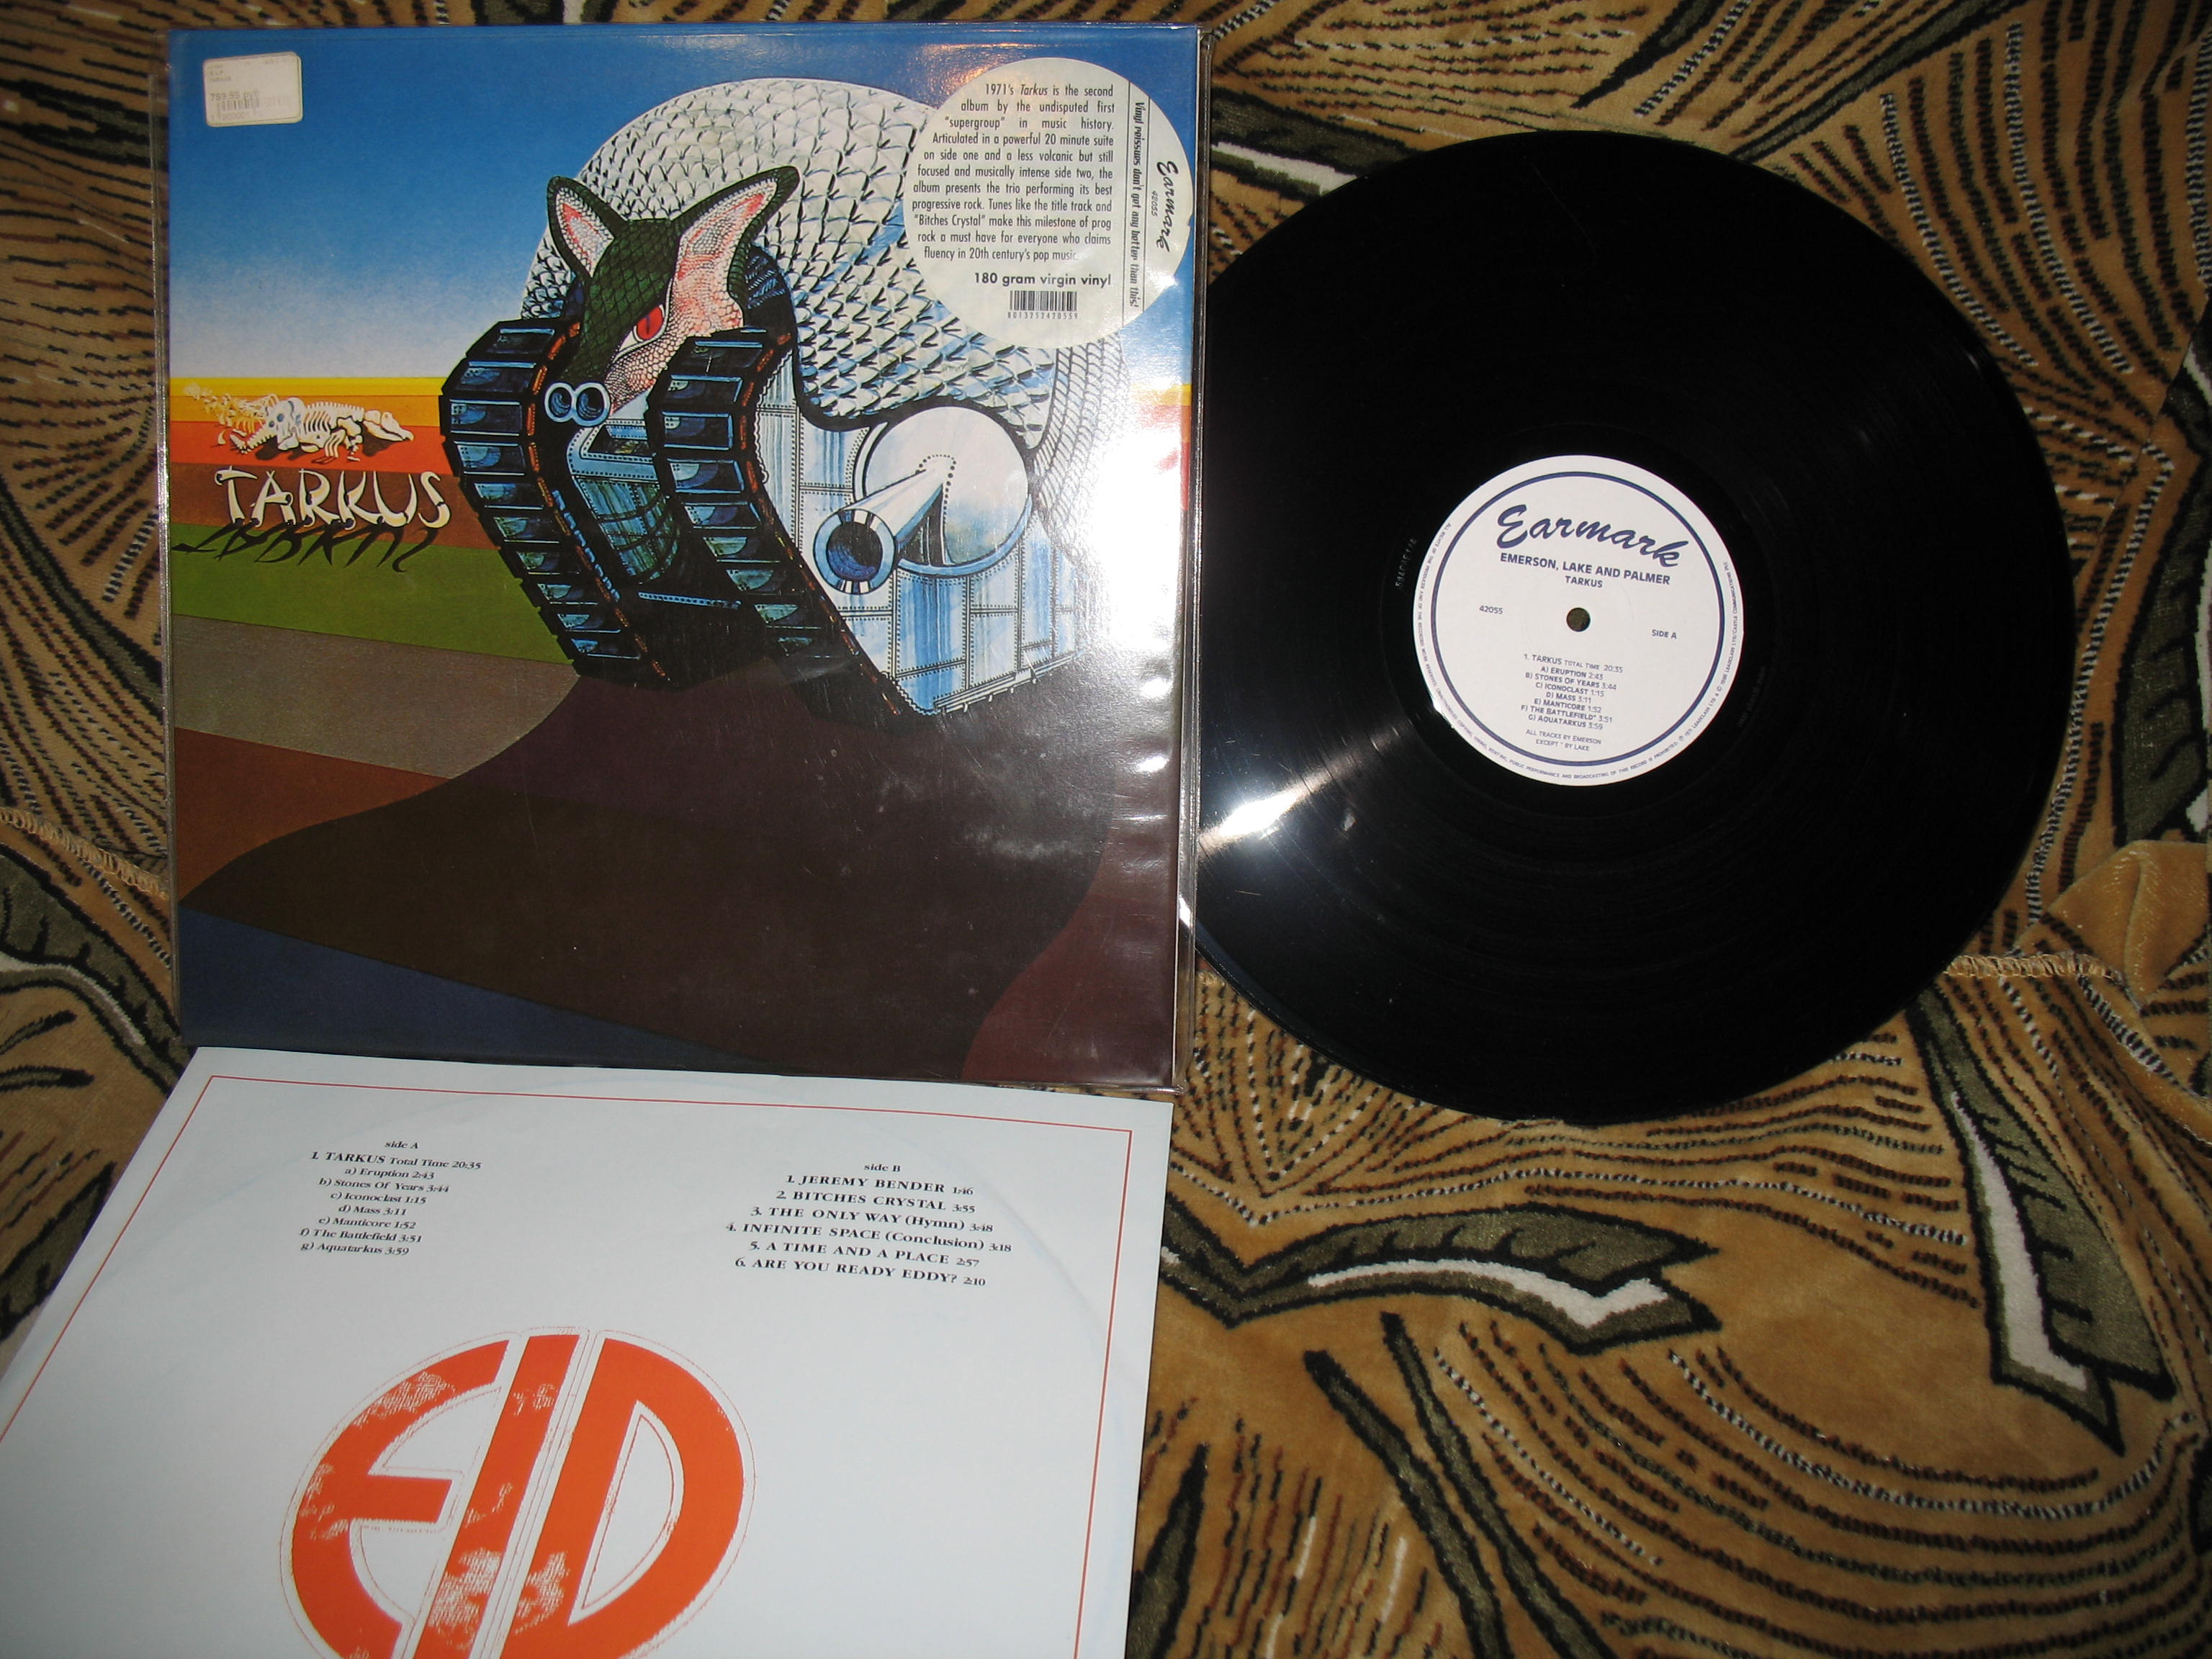 799.99 руб
1971's Tarkus is the second
album by the undisputed first
"supergroup" in music history.
Articulated in a powerful 20 minute suite
on side one and a less volcanic but still
focused and musically intense side two, the
album presents the trio performing its best
progressive rock. Tunes like the title track and
"Bitches Crystal" make this milestone of prog
rock a must have for everyone who claims
fluency in 20th century's pop music.
180 gram virgin vinyl
8013252420559
Vinyl reissues don't get any better than this!
Earmark
42055
TARKUS
Earmark
EMERSON, LAKE AND PALMER
TARKUS
42055
SIDE A
1. TARKUS TOTAL TIME 20:35
A) ERUPTION 2:43
B) STONES OF YEARS 3:44
C) ICONOCLAST 1:15
D) MASS 3:11
E) MANTICORE 1:52
F) THE BATTLEFIELD* 3:51
G) AQUATARKUS 3:59
ALL TRACKS BY EMERSON
EXCEPT * BY LAKE
side A
1. TARKUS Total Time 20:35
a) Eruption 2:43
b) Stones Of Years 3:44
c) Iconoclast 1:15
d) Mass 3:11
e) Manticore 1:52
f) The Battlefield 3:51
g) Aquatarkus 3:59
side B
1. JEREMY BENDER 1:46
2. BITCHES CRYSTAL 3:55
3. THE ONLY WAY (Hymn) 3:48
4. INFINITE SPACE (Conclusion) 3:18
5. A TIME AND A PLACE 2:57
6. ARE YOU READY EDDY? 2:10